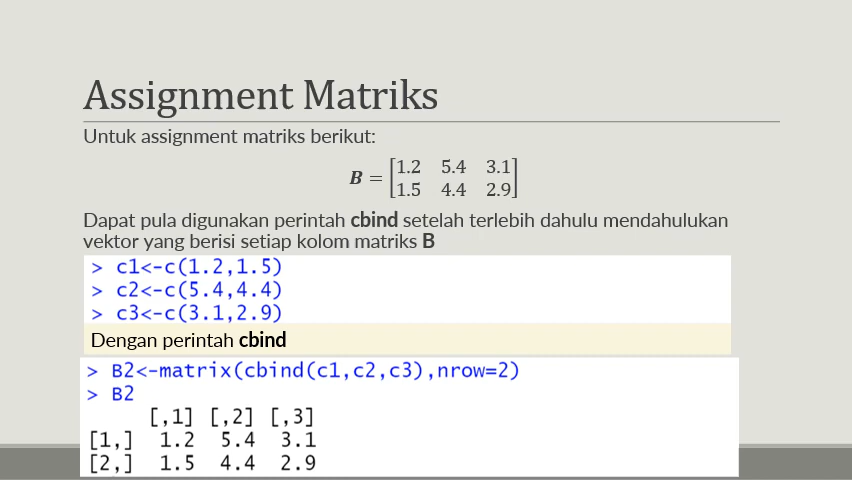 Assignment Matriks
Untuk assignment matriks berikut:
B = [1.2 5.4 3.1
1.5 4.4 2.9]
Dapat pula digunakan perintah cbind setelah terlebih dahulu mendahulukan
vektor yang berisi setiap kolom matriks B
> c1<-c(1.2,1.5)
> c2<-c(5.4,4.4)
> c3<-c(3.1,2.9)
Dengan perintah cbind
> B2<-matrix(cbind(c1,c2,c3),nrow=2)
> B2
[,1] [,2] [,3]
[1,] 1.2 5.4 3.1
[2,] 1.5 4.4 2.9